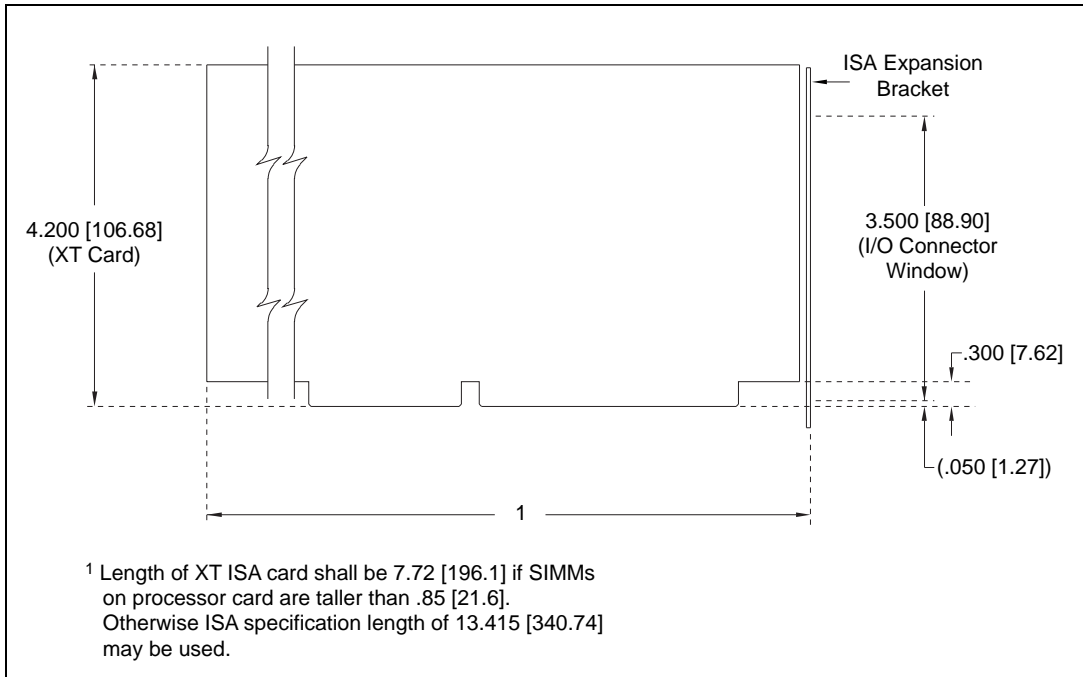 ISA Expansion
Bracket
4.200 [106.68]
(XT Card)
3.500 [88.90]
(I/O Connector
Window)
.300 [7.62]
(.050 [1.27])
1
1 Length of XT ISA card shall be 7.72 [196.1] if SIMMs
on processor card are taller than .85 [21.6].
Otherwise ISA specification length of 13.415 [340.74]
may be used.